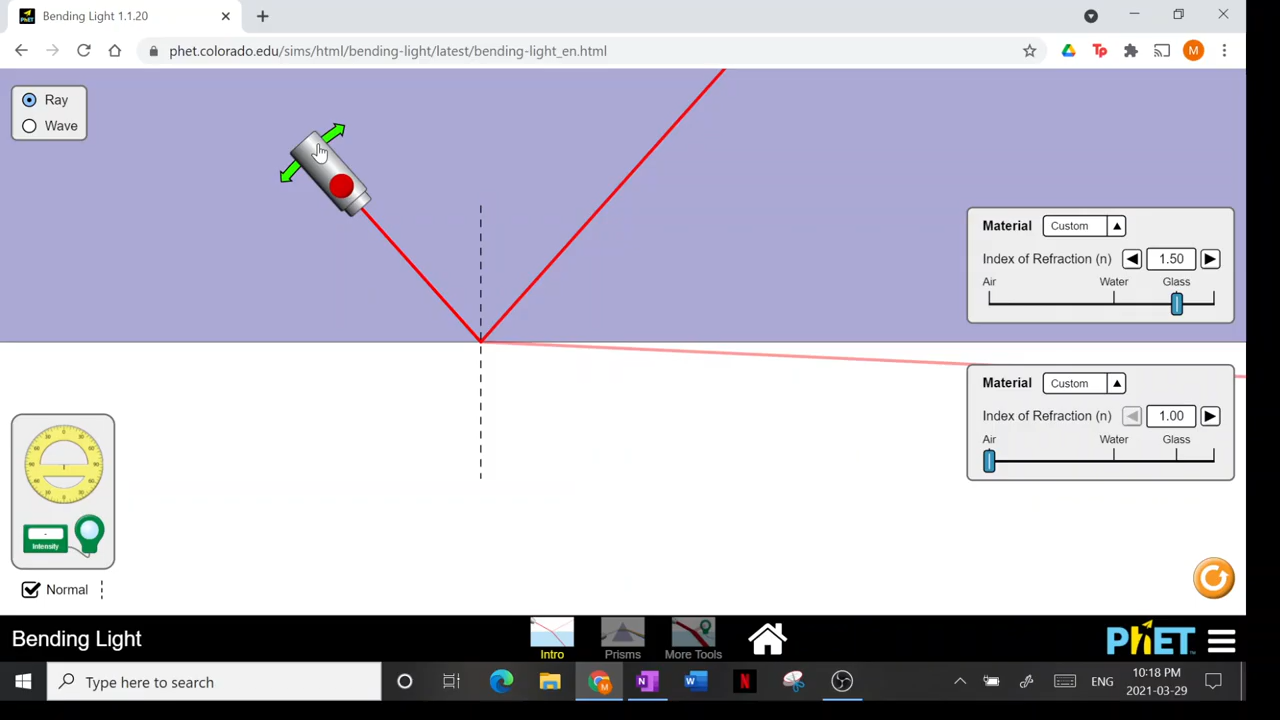 Bending Light 1.1.20
phet.colorado.edu/sims/html/bending-light/latest/bending-light_en.html
Tp
M
Ray
Wave
Material Custom
Index of Refraction (n) 1.50
Air Water Glass
Material Custom
Index of Refraction (n) 1.00
Air Water Glass
Intensity
Normal
Bending Light
Intro
Prisms
More Tools
PhET
Type here to search
ENG
10:18 PM
2021-03-29